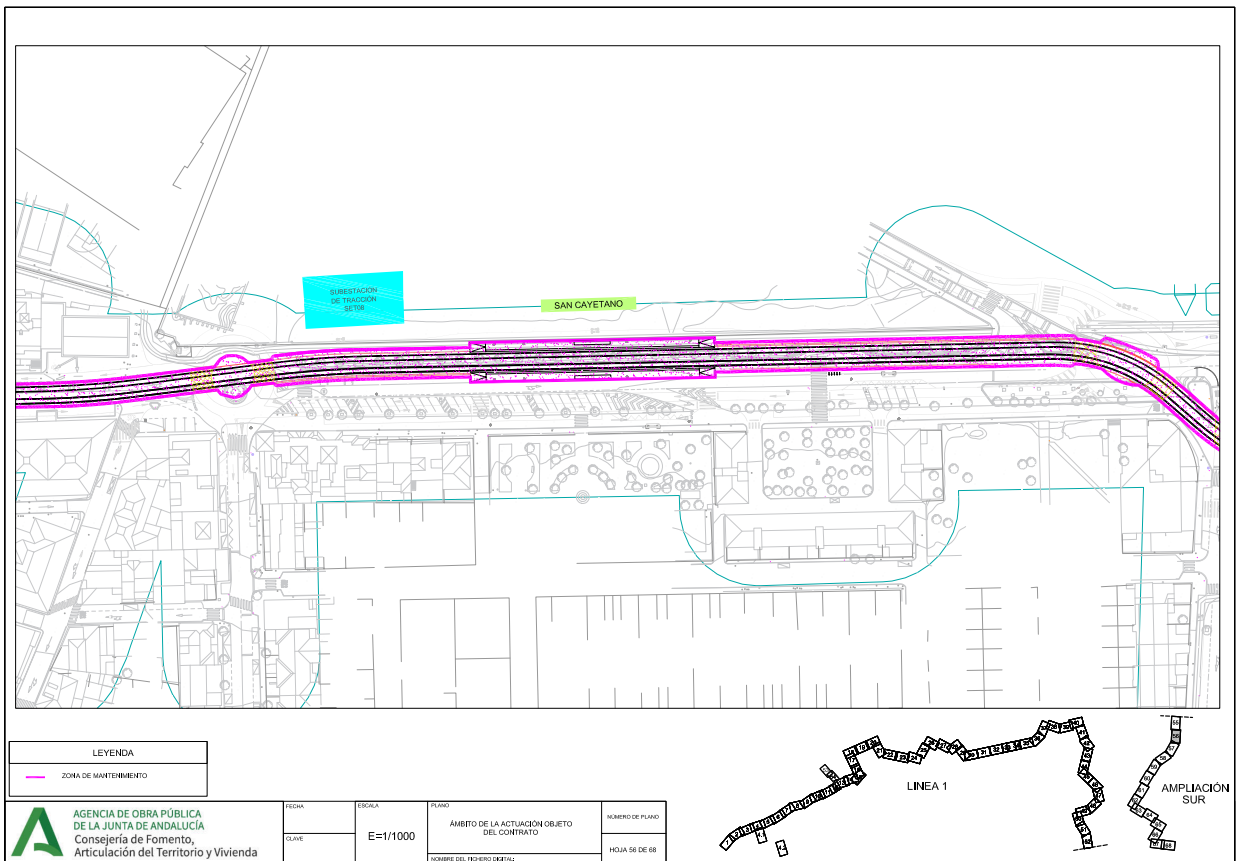 SUBESTACIÓN
DE TRACCIÓN
SET08
SAN CAYETANO
LEYENDA
ZONA DE MANTENIMIENTO
AGENCIA DE OBRA PÚBLICA
DE LA JUNTA DE ANDALUCÍA
Consejería de Fomento,
Articulación del Territorio y Vivienda
FECHA
CLAVE
ESCALA
E=1/1000
PLANO
ÁMBITO DE LA ACTUACIÓN OBJETO
DEL CONTRATO
NOMBRE DEL FICHERO DIGITAL:
NÚMERO DE PLANO
HOJA 56 DE 68
LINEA 1
AMPLIACIÓN
SUR